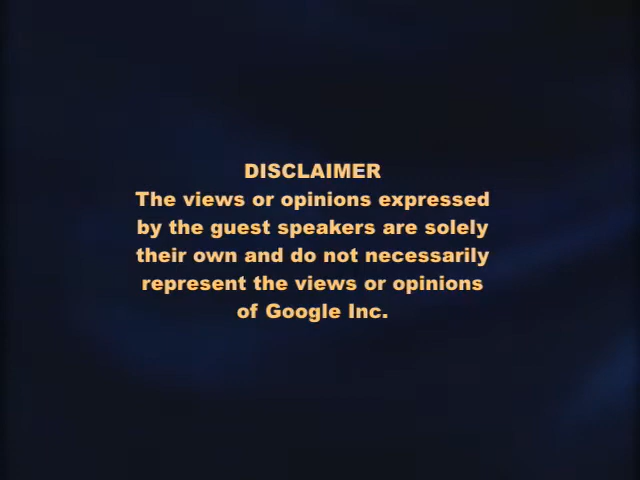 DISCLAIMER
The views or opinions expressed
by the guest speakers are solely
their own and do not necessarily
represent the views or opinions
of Google Inc.